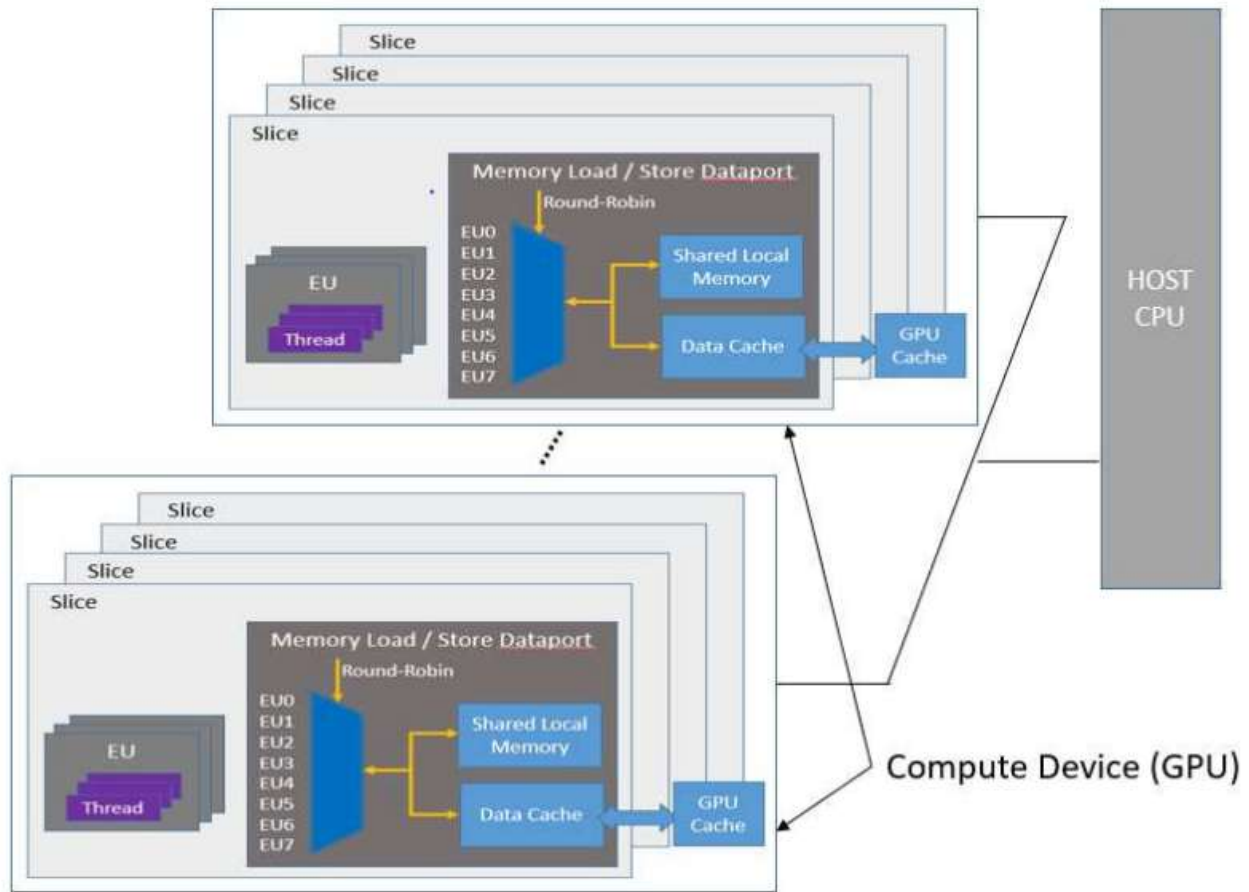 Slice
Slice
Slice
Slice
Memory Load / Store Dataport
Round-Robin
EU0
EU1
EU2
EU3
EU4
EU5
EU6
EU7
Shared Local
Memory
Data Cache
EU
Thread
GPU
Cache
HOST
CPU
Slice
Slice
Slice
Slice
Memory Load / Store Dataport
Round-Robin
EU0
EU1
EU2
EU3
EU4
EU5
EU6
EU7
Shared Local
Memory
Data Cache
EU
Thread
GPU
Cache
Compute Device (GPU)